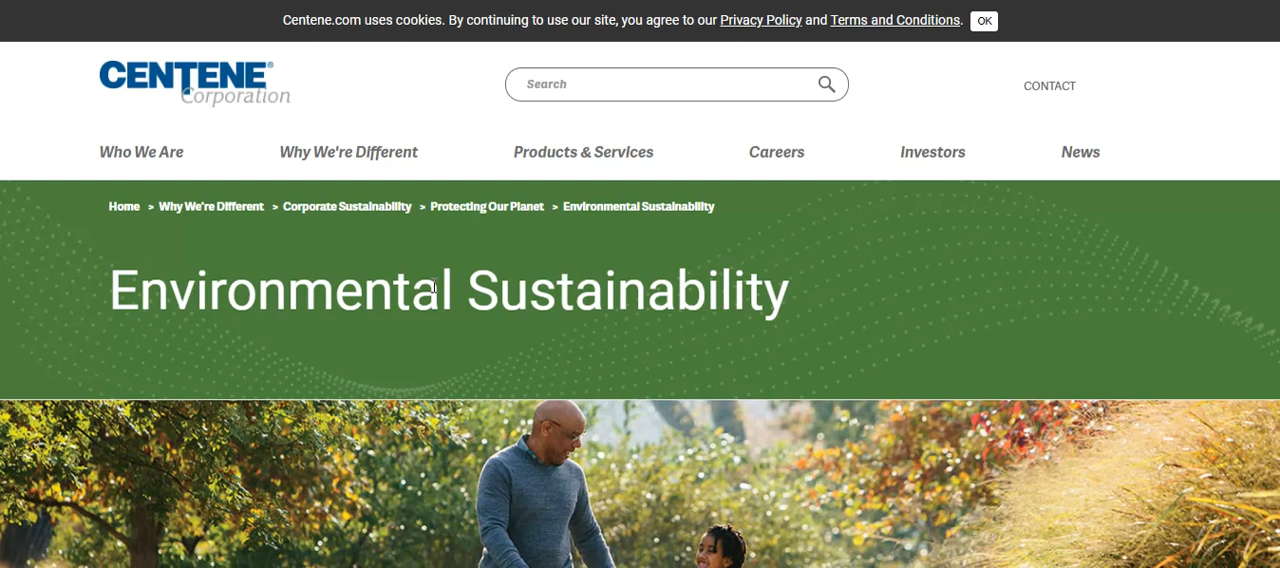 Centene.com uses cookies. By continuing to use our site, you agree to our Privacy Policy and Terms and Conditions. OK
CENTENE®
Corporation
Search
CONTACT
Who We Are Why We're Different Products & Services Careers Investors News
Home > Why We're Different > Corporate Sustainability > Protecting Our Planet > Environmental Sustainability
Environmental Sustainability